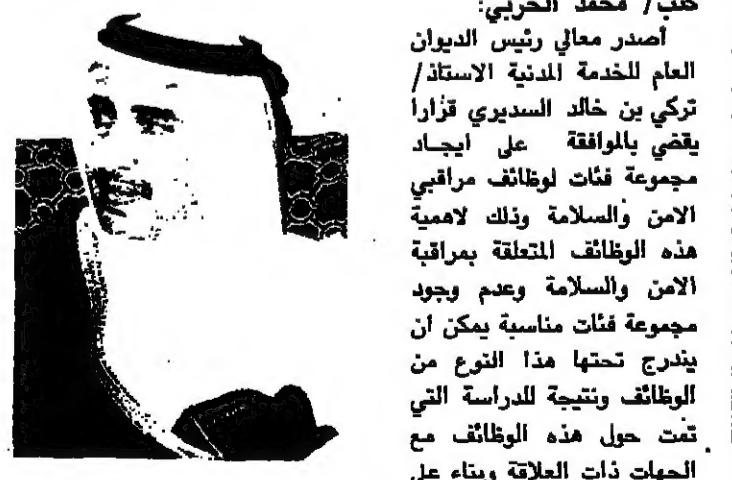 كتب / محمد الحربي:
أصدر معالي رئيس الديوان
العام للخدمة المدنية الاستاذ /
تركي بن خالد السديري قرارا
يقضي بالموافقة على ايجاد
مجموعة فئات لوظائف مراقبي
الامن والسلامة وذلك لاهمية
هذه الوظائف المتعلقة بمراقبة
الامن والسلامة وعدم وجود
مجموعة فئات مناسبة يمكن ان
يندرج تحتها هذا النوع من
الوظائف ونتيجة للدراسة التي
تمت حول هذه الوظائف مع
الجهات ذات العلاقة وبناء على